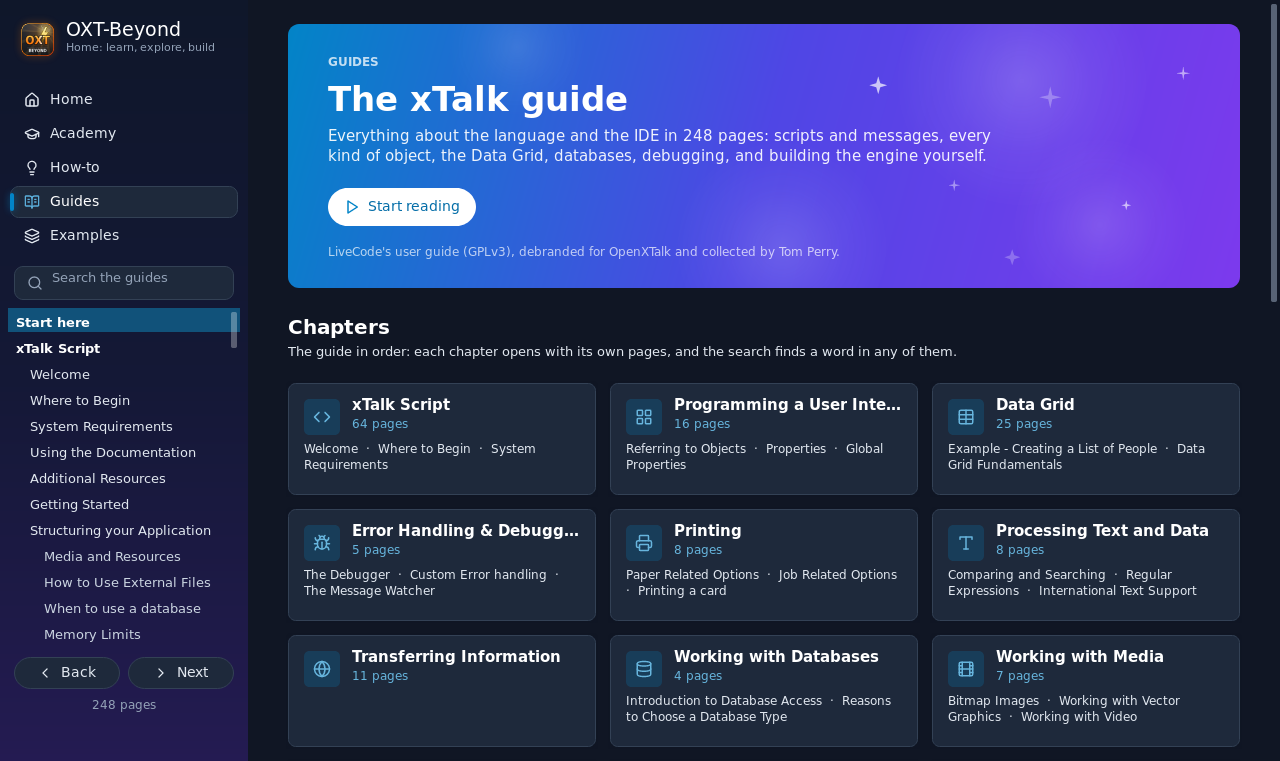 OXT
BEYOND
OXT-Beyond
Home: learn, explore, build
Home
Academy
How-to
Guides
Examples
Search the guides
Start here
xTalk Script
Welcome
Where to Begin
System Requirements
Using the Documentation
Additional Resources
Getting Started
Structuring your Application
Media and Resources
How to Use External Files
When to use a database
Memory Limits
Back
Next
248 pages
GUIDES
The xTalk guide
Everything about the language and the IDE in 248 pages: scripts and messages, every
kind of object, the Data Grid, databases, debugging, and building the engine yourself.
Start reading
LiveCode's user guide (GPLv3), debranded for OpenXTalk and collected by Tom Perry.
Chapters
The guide in order: each chapter opens with its own pages, and the search finds a word in any of them.
xTalk Script
64 pages
Welcome · Where to Begin · System
Requirements
Programming a User Inte...
16 pages
Referring to Objects · Properties · Global
Properties
Data Grid
25 pages
Example - Creating a List of People · Data
Grid Fundamentals
Error Handling & Debugg...
5 pages
The Debugger · Custom Error handling ·
The Message Watcher
Printing
8 pages
Paper Related Options · Job Related Options
· Printing a card
Processing Text and Data
8 pages
Comparing and Searching · Regular
Expressions · International Text Support
Transferring Information
11 pages
Working with Databases
4 pages
Introduction to Database Access · Reasons
to Choose a Database Type
Working with Media
7 pages
Bitmap Images · Working with Vector
Graphics · Working with Video